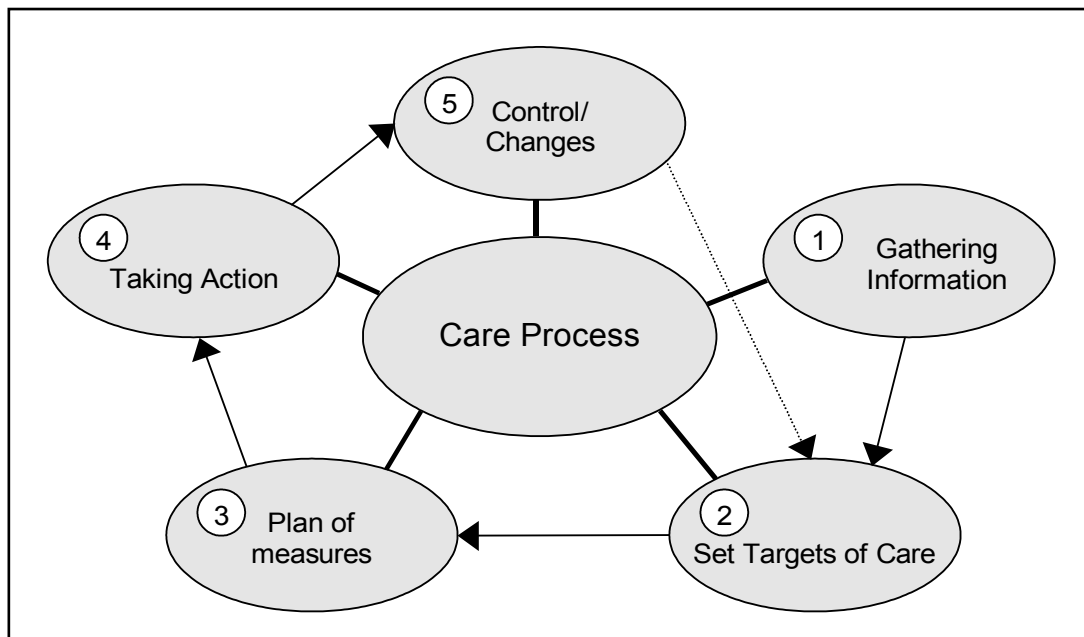 5
Control/
Changes
4
Taking Action
1
Gathering
Information
Care Process
3
Plan of
measures
2
Set Targets of Care